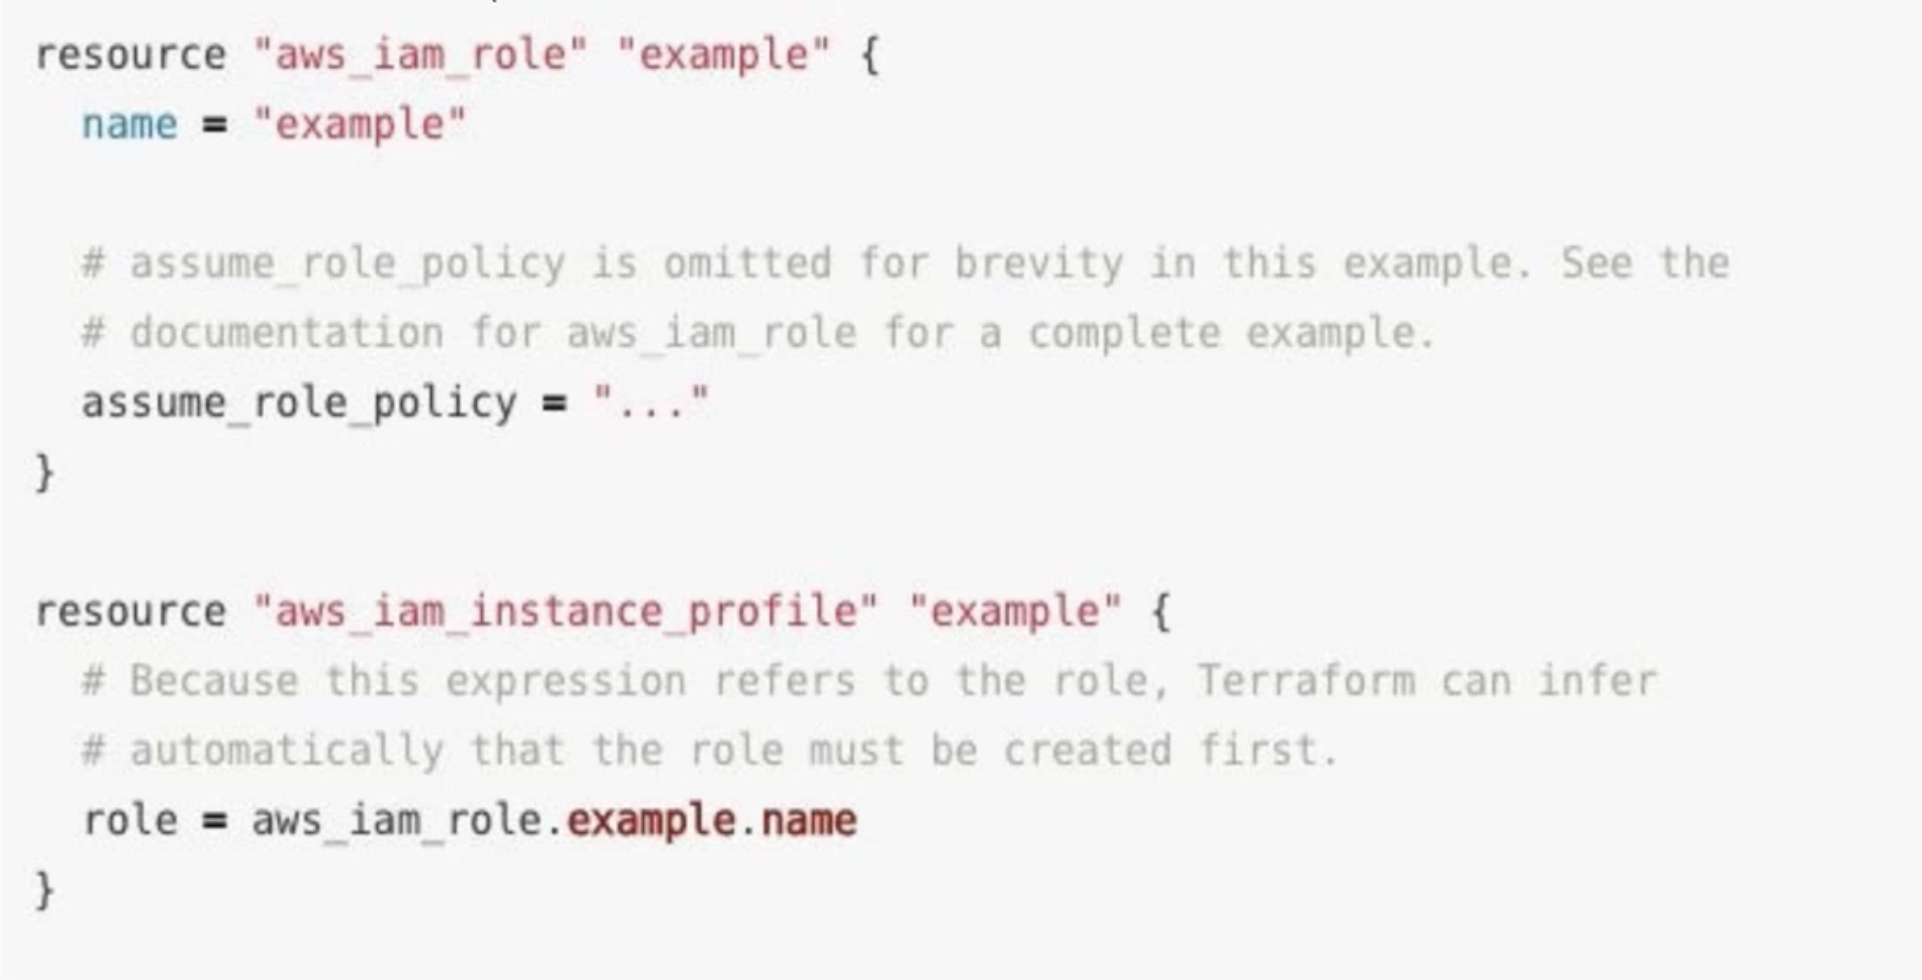 resource "aws_iam_role" "example" {
  name = "example"

  # assume_role_policy is omitted for brevity in this example. See the
  # documentation for aws_iam_role for a complete example.
  assume_role_policy = "..."
}

resource "aws_iam_instance_profile" "example" {
  # Because this expression refers to the role, Terraform can infer
  # automatically that the role must be created first.
  role = aws_iam_role.example.name
}